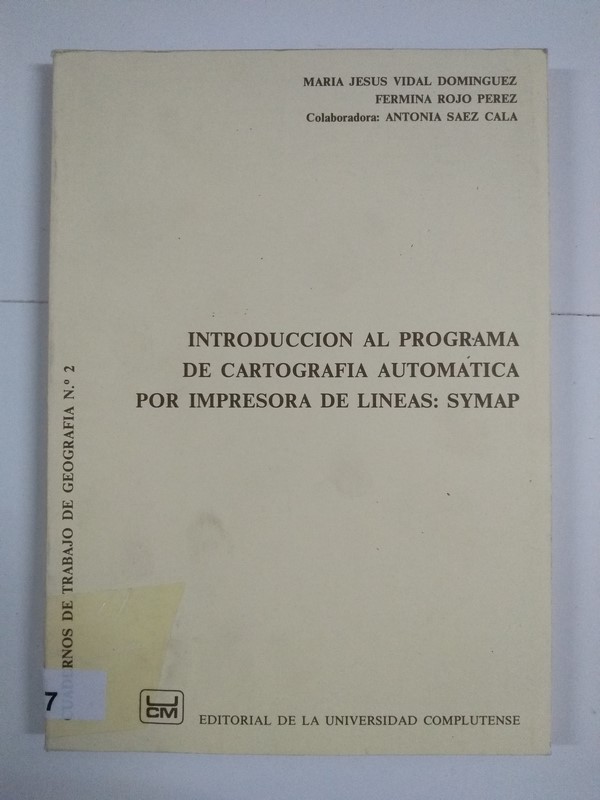 MARIA JESUS VIDAL DOMINGUEZ
FERMINA ROJO PEREZ
Colaboradora: ANTONIA SAEZ CALA
INTRODUCCION AL PROGRAMA
DE CARTOGRAFIA AUTOMATICA
POR IMPRESORA DE LINEAS: SYMAP
CUADERNOS DE TRABAJO DE GEOGRAFIA N.º 2
7
UCM
EDITORIAL DE LA UNIVERSIDAD COMPLUTENSE